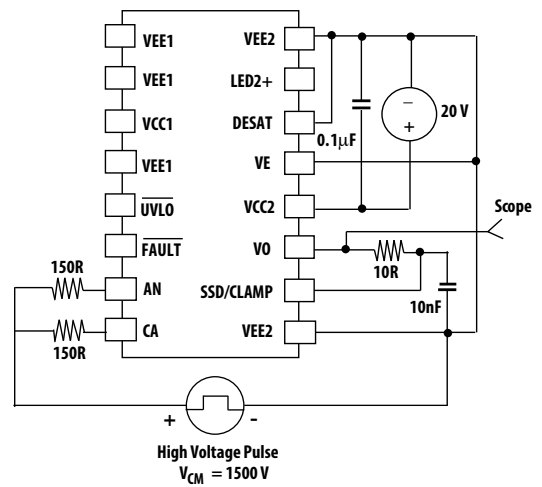 VEE1 VEE2
VEE1 LED2+
VCC1 DESAT
VEE1 VE
UVLO VCC2
FAULT VO
AN SSD/CLAMP
CA VEE2
0.1μF
−
+
20 V
Scope
10R
10nF
150R
150R
+ -
High Voltage Pulse
V_CM = 1500 V